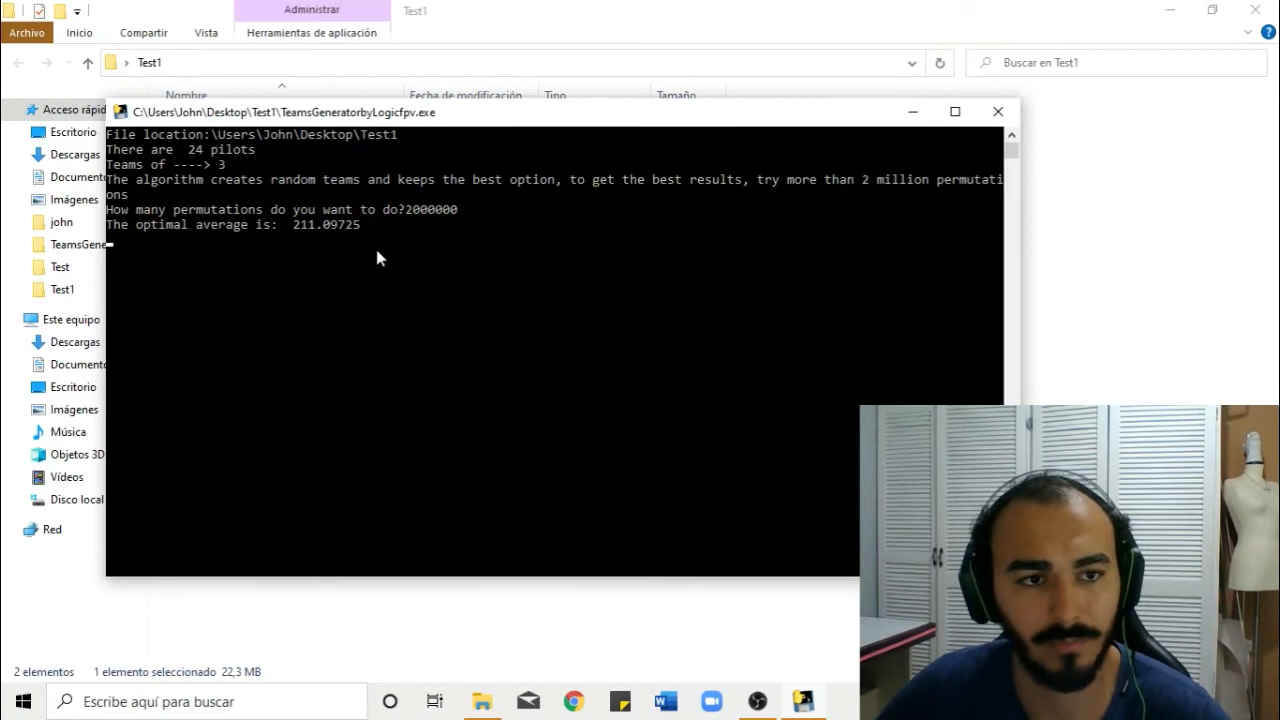 Administrar
Test1
Archivo
Inicio
Compartir
Vista
Herramientas de aplicación
Test1
Buscar en Test1
Nombre
Fecha de modificación
Tipo
Tamaño
C:\Users\John\Desktop\Test1\TeamsGeneratorbyLogicfpv.exe
File location:\Users\John\Desktop\Test1
There are  24 pilots
Teams of ----> 3
The algorithm creates random teams and keeps the best option, to get the best results, try more than 2 million permutati
ons
How many permutations do you want to do?2000000
The optimal average is:  211.09725
Acceso rápid
Escritorio
Descargas
Documento
Imágenes
john
TeamsGene
Test
Test1
Este equipo
Descargas
Documento
Escritorio
Imágenes
Música
Objetos 3D
Vídeos
Disco local
Red
2 elementos
1 elemento seleccionado  22,3 MB
Escribe aquí para buscar